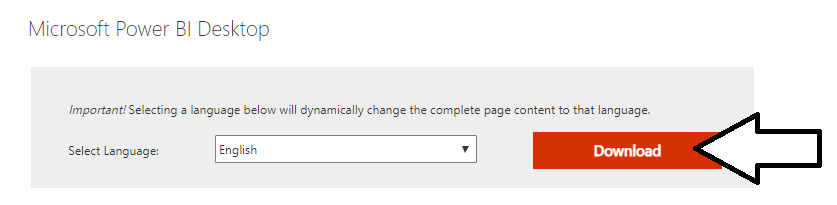 Microsoft Power BI Desktop
Important! Selecting a language below will dynamically change the complete page content to that language.
Select Language: English Download